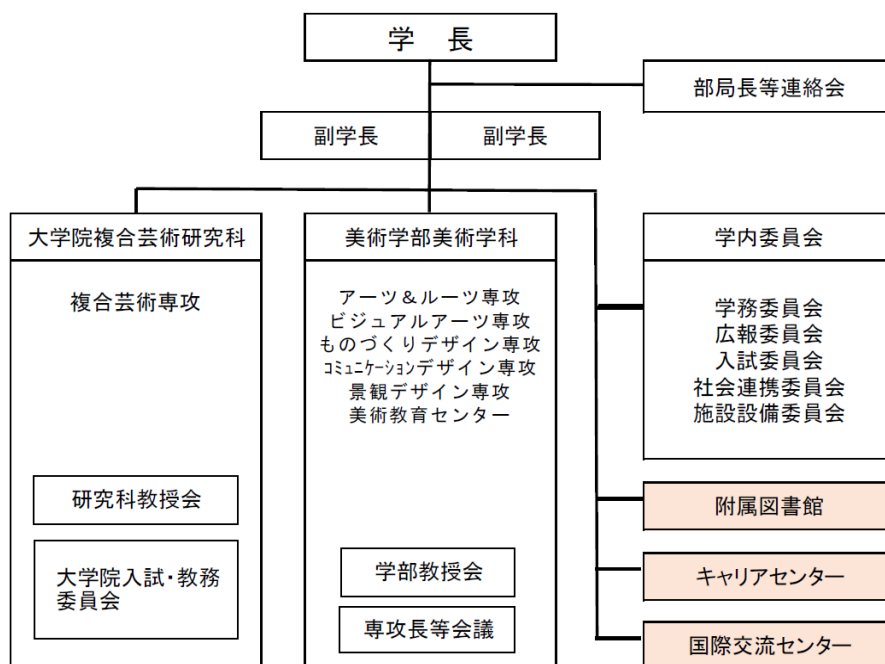 学　長
部局長等連絡会
副学長
副学長
大学院複合芸術研究科
複合芸術専攻
研究科教授会
大学院入試・教務
委員会
美術学部美術学科
アーツ＆ルーツ専攻
ビジュアルアーツ専攻
ものづくりデザイン専攻
ｺﾐｭﾆｹｰｼｮﾝデザイン専攻
景観デザイン専攻
美術教育センター
学部教授会
専攻長等会議
学内委員会
学務委員会
広報委員会
入試委員会
社会連携委員会
施設設備委員会
附属図書館
キャリアセンター
国際交流センター